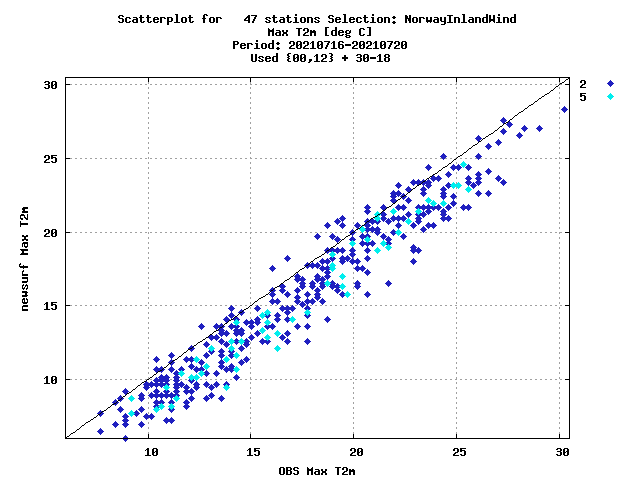 Scatterplot for   47 stations Selection: NorwayInlandWind
Max T2m [deg C]
Period: 20210716-20210720
Used {00,12} + 30-18
2
5
30
25
20
15
10
newsurf Max T2m
10 15 20 25 30
OBS Max T2m